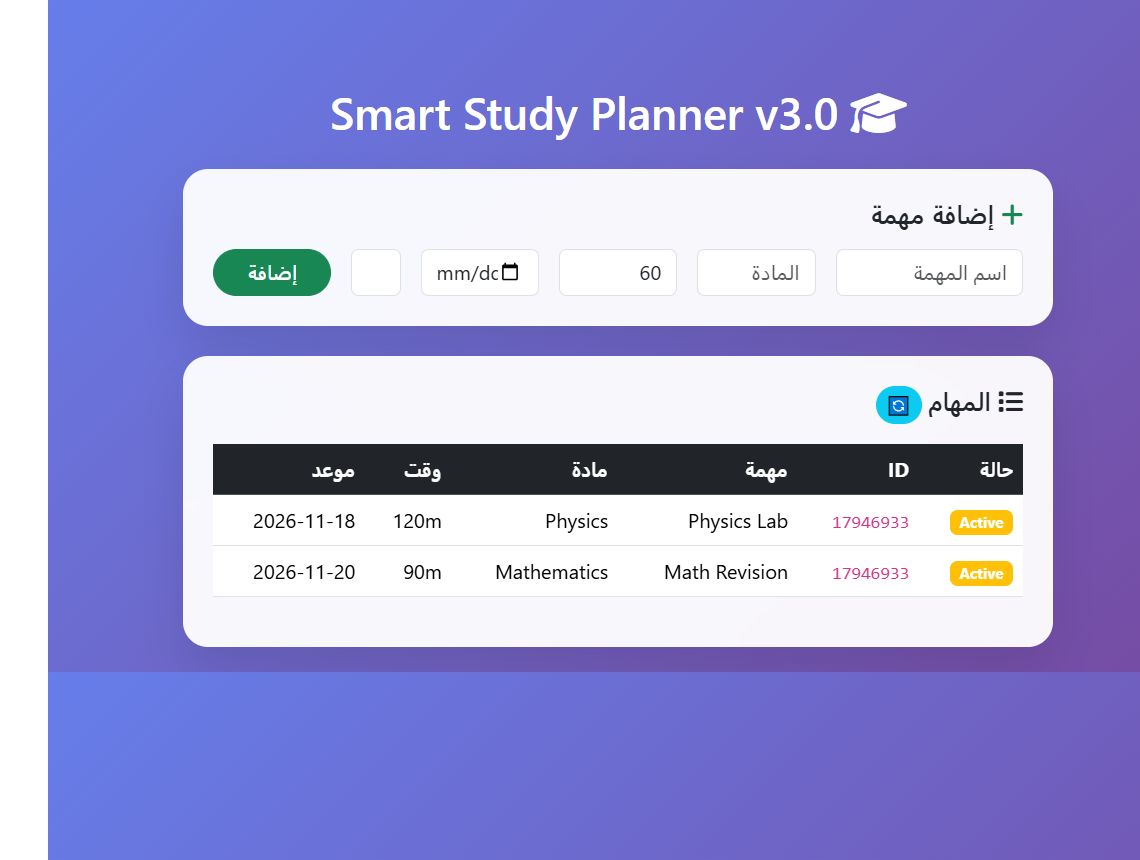 Smart Study Planner v3.0
إضافة مهمة
اسم المهمة المادة 60 mm/dd إضافة
المهام
حالة ID مهمة مادة وقت موعد
Active 17946933 Physics Lab Physics 120m 2026-11-18
Active 17946933 Math Revision Mathematics 90m 2026-11-20